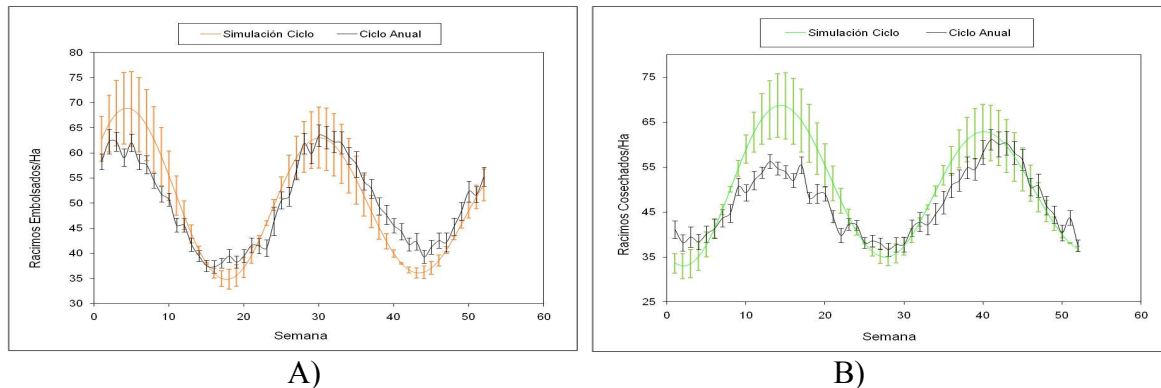 Simulación Ciclo Ciclo Anual
80
75
70
65
60
55
50
45
40
35
30
Racimos Embolsados/Ha
0 10 20 30 40 50 60
Semana
A)
Simulación Ciclo Ciclo Anual
75
65
55
45
35
25
Racimos Cosechados/Ha
0 10 20 30 40 50 60
Semana
B)